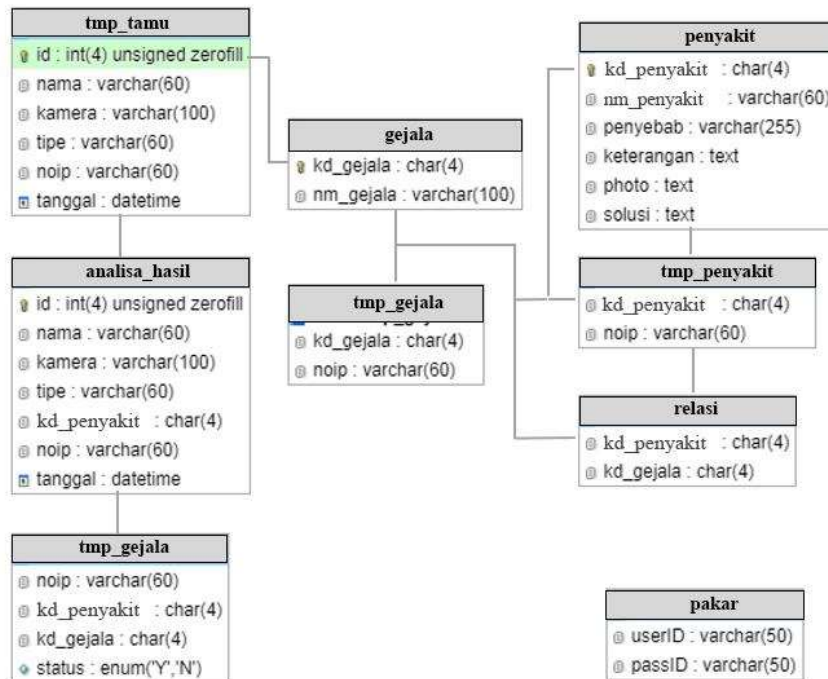 tmp_tamu
id : int(4) unsigned zerofill
nama : varchar(60)
kamera : varchar(100)
tipe : varchar(60)
noip : varchar(60)
tanggal : datetime
analisa_hasil
id : int(4) unsigned zerofill
nama : varchar(60)
kamera : varchar(100)
tipe : varchar(60)
kd_penyakit : char(4)
noip : varchar(60)
tanggal : datetime
tmp_gejala
noip : varchar(60)
kd_penyakit : char(4)
kd_gejala : char(4)
status : enum('Y','N')
gejala
kd_gejala : char(4)
nm_gejala : varchar(100)
tmp_gejala
kd_gejala : char(4)
noip : varchar(60)
penyakit
kd_penyakit : char(4)
nm_penyakit : varchar(60)
penyebab : varchar(255)
keterangan : text
photo : text
solusi : text
tmp_penyakit
kd_penyakit : char(4)
noip : varchar(60)
relasi
kd_penyakit : char(4)
kd_gejala : char(4)
pakar
userID : varchar(50)
passID : varchar(50)